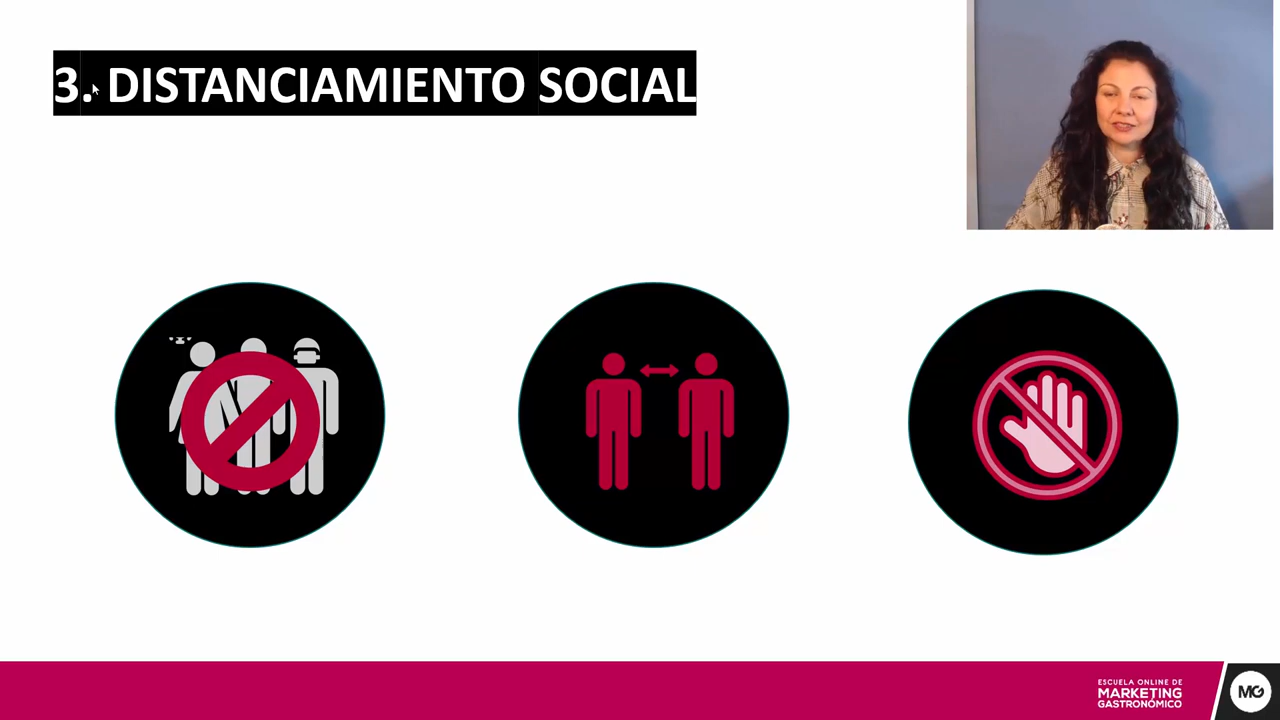 3. DISTANCIAMIENTO SOCIAL
ESCUELA ONLINE DE
MARKETING
GASTRONÓMICO
MG